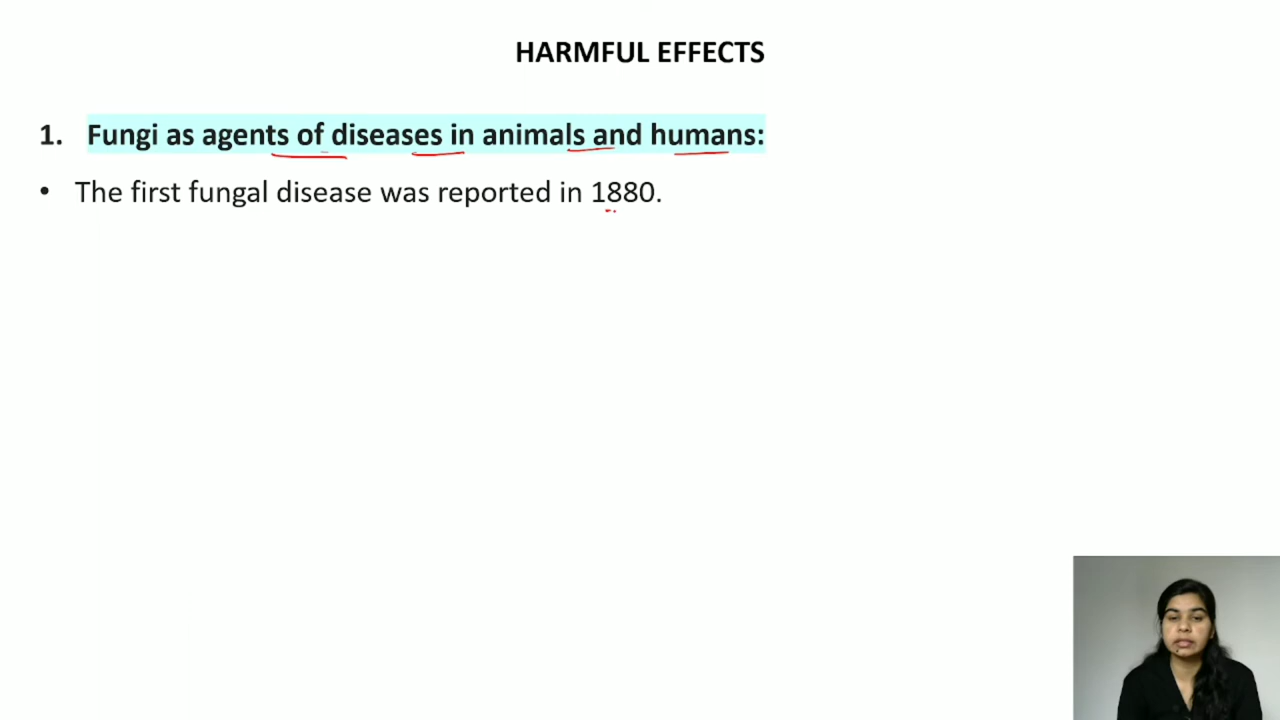 HARMFUL EFFECTS
1. Fungi as agents of diseases in animals and humans:
• The first fungal disease was reported in 1880.